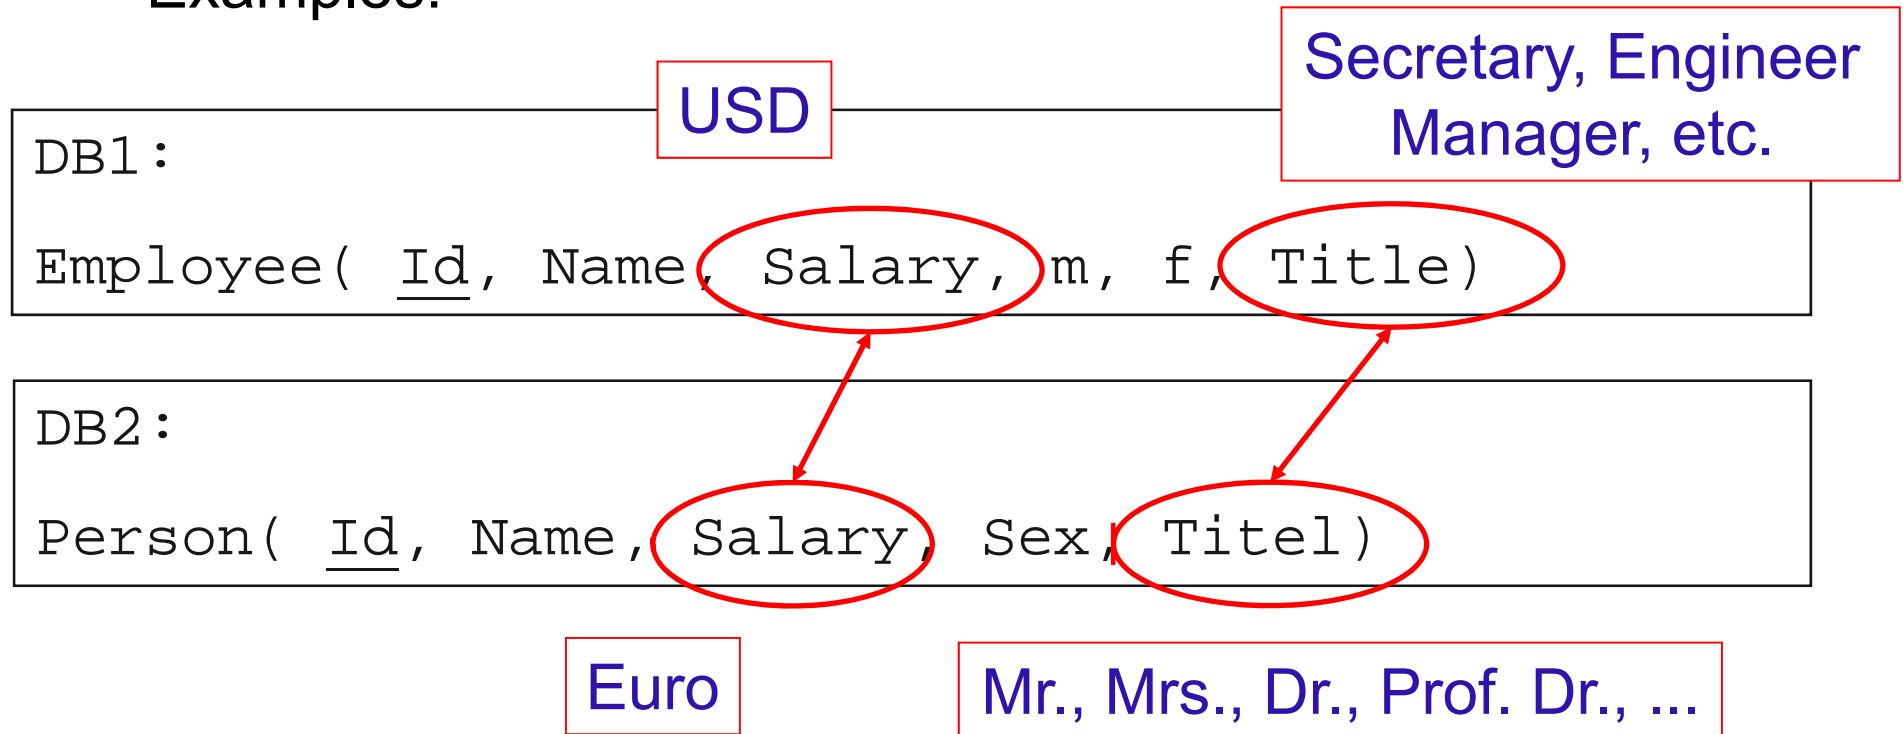 Examples:
USD
Secretary, Engineer
Manager, etc.
DB1:
Employee( Id, Name, Salary, m, f, Title)
DB2:
Person( Id, Name, Salary, Sex, Titel)
Euro
Mr., Mrs., Dr., Prof. Dr., ...